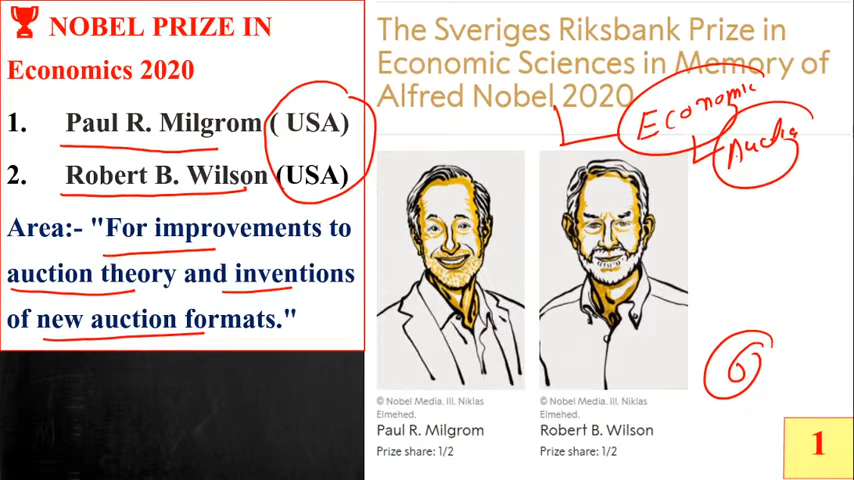 NOBEL PRIZE IN
Economics 2020
1. Paul R. Milgrom ( USA)
2. Robert B. Wilson (USA)
Area:- "For improvements to
auction theory and inventions
of new auction formats."
The Sveriges Riksbank Prize in
Economic Sciences in Memory of
Alfred Nobel 2020
Economic
© Nobel Media. Ill. Niklas
Elmehed.
Paul R. Milgrom
Prize share: 1/2
© Nobel Media. Ill. Niklas
Elmehed.
Robert B. Wilson
Prize share: 1/2
6
1